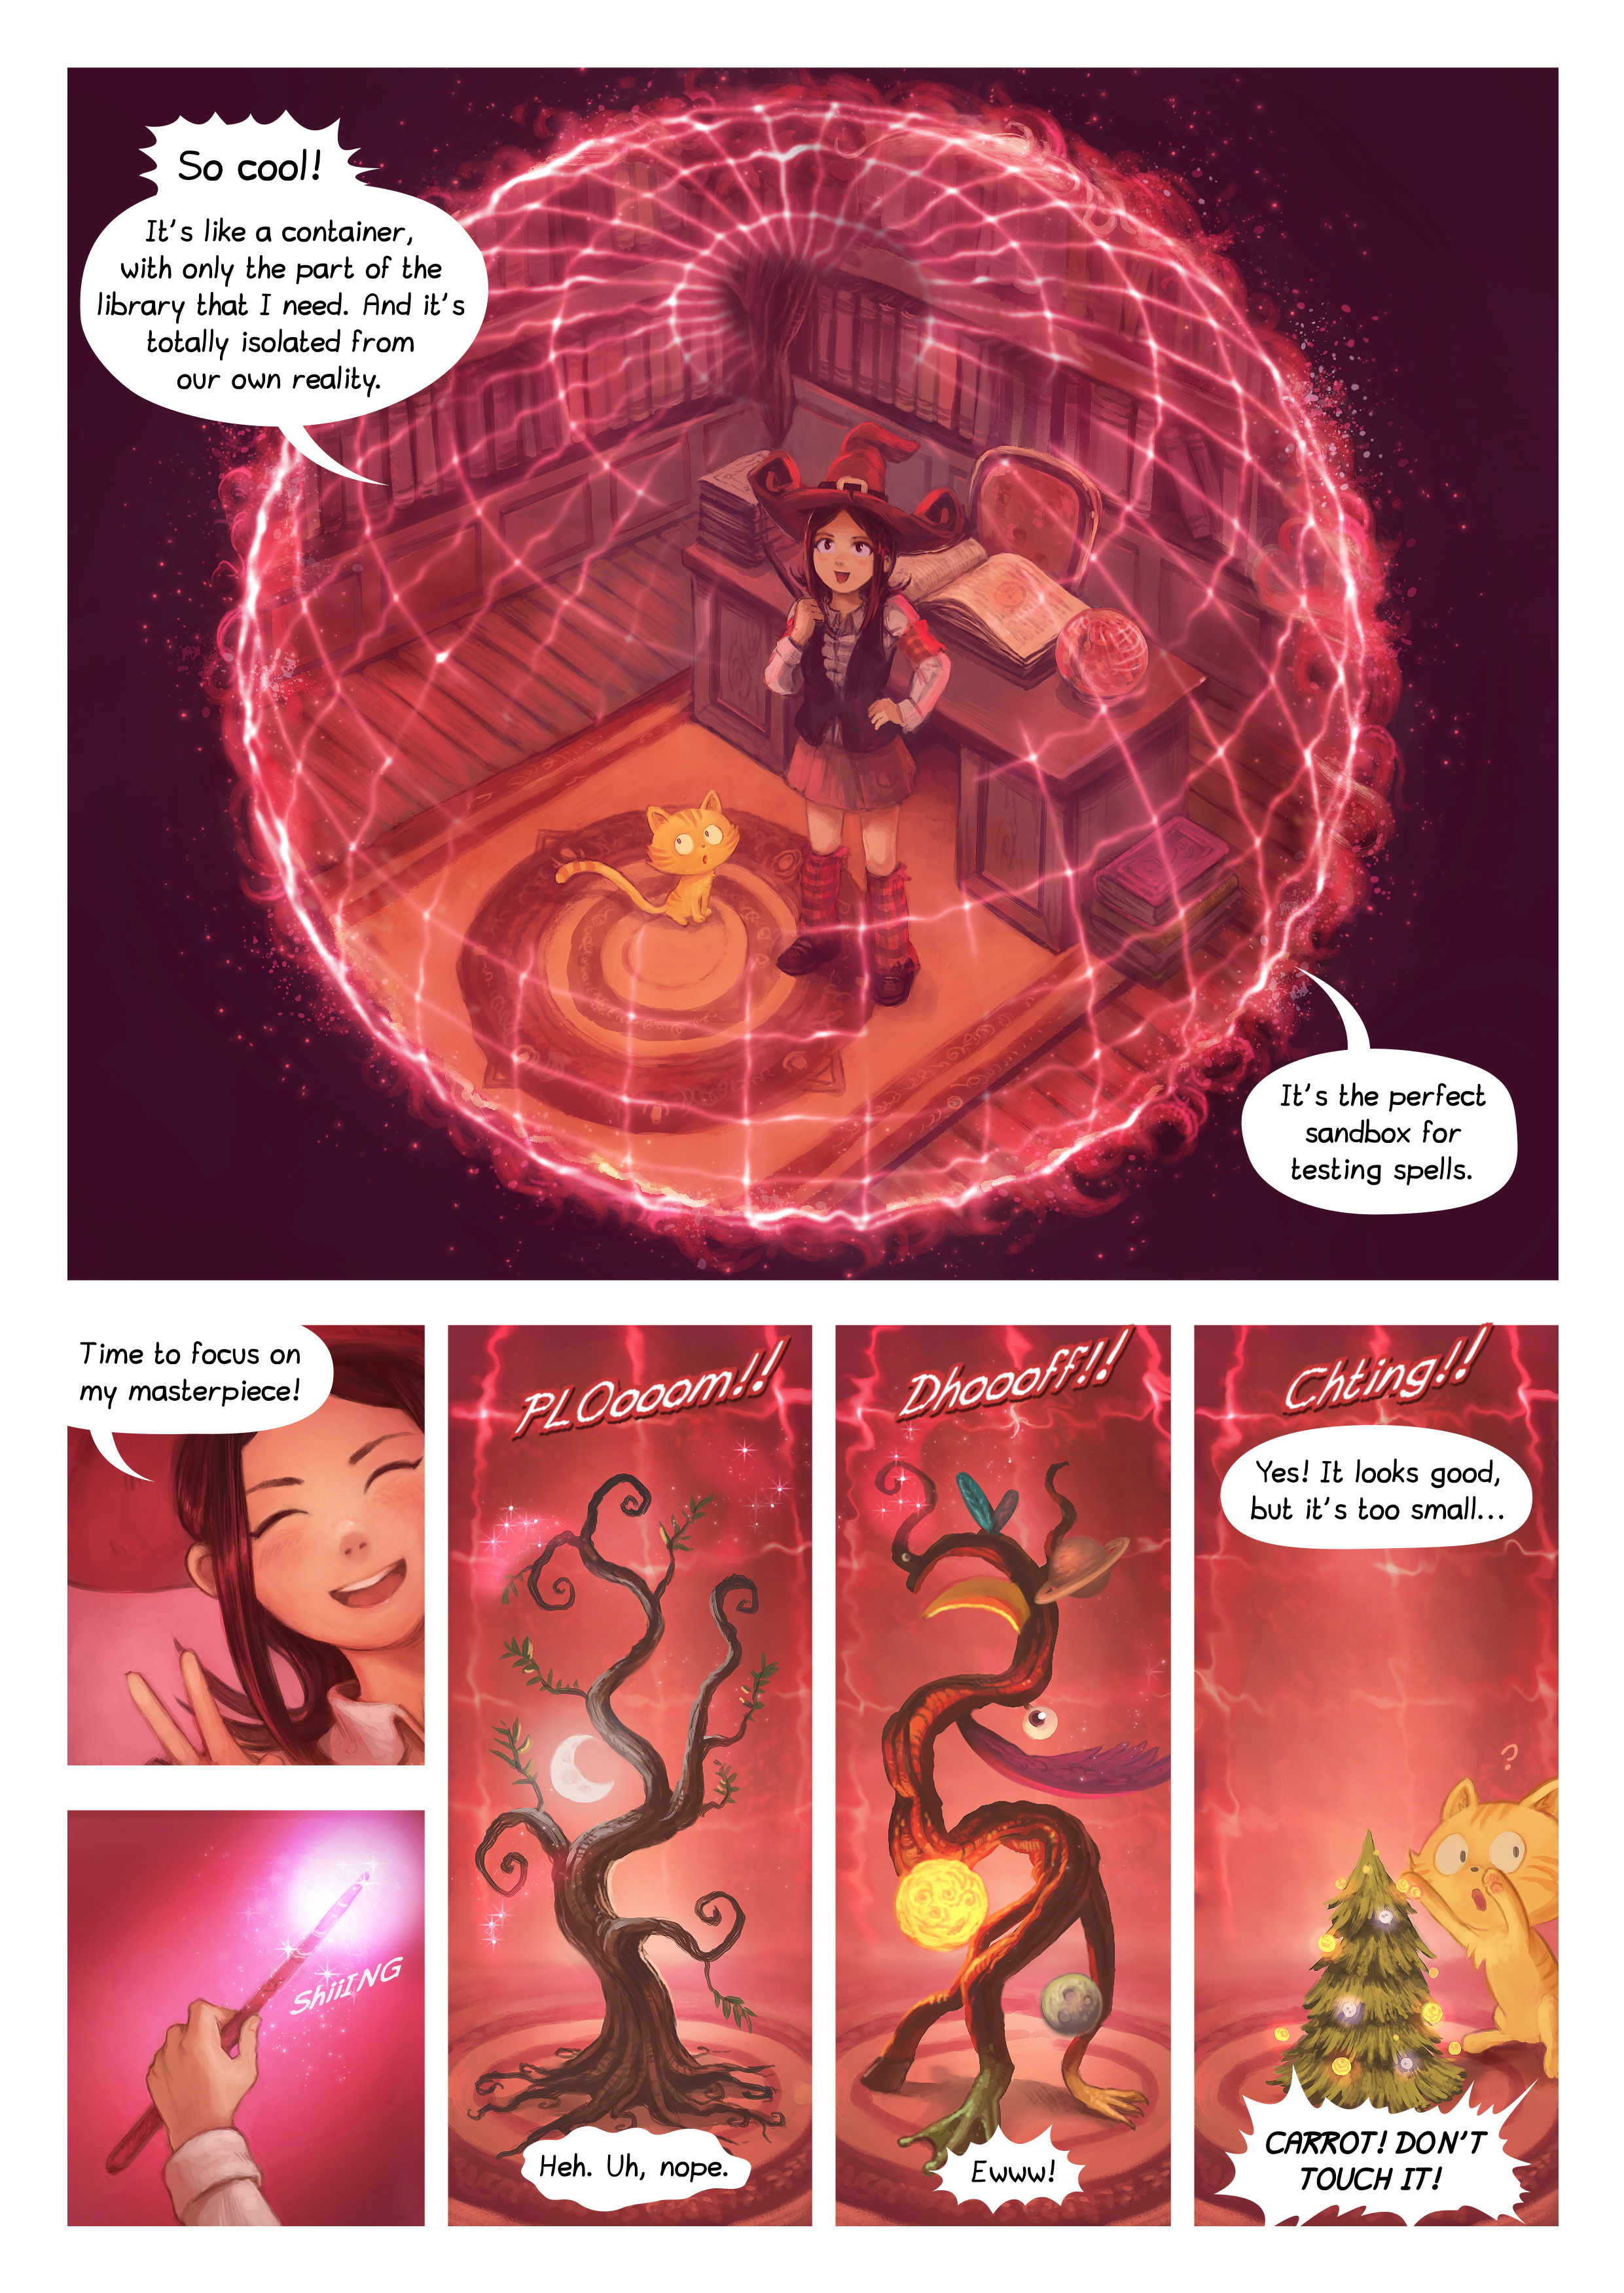 So cool!
It's like a container,
with only the part of the
library that I need. And it's
totally isolated from
our own reality.
It's the perfect
sandbox for
testing spells.
Time to focus on
my masterpiece!
ShiiING
PLOooom!!
Heh. Uh, nope.
Dhoooff!!
Ewww!
Chting!!
Yes! It looks good,
but it's too small...
?
CARROT! DON'T
TOUCH IT!